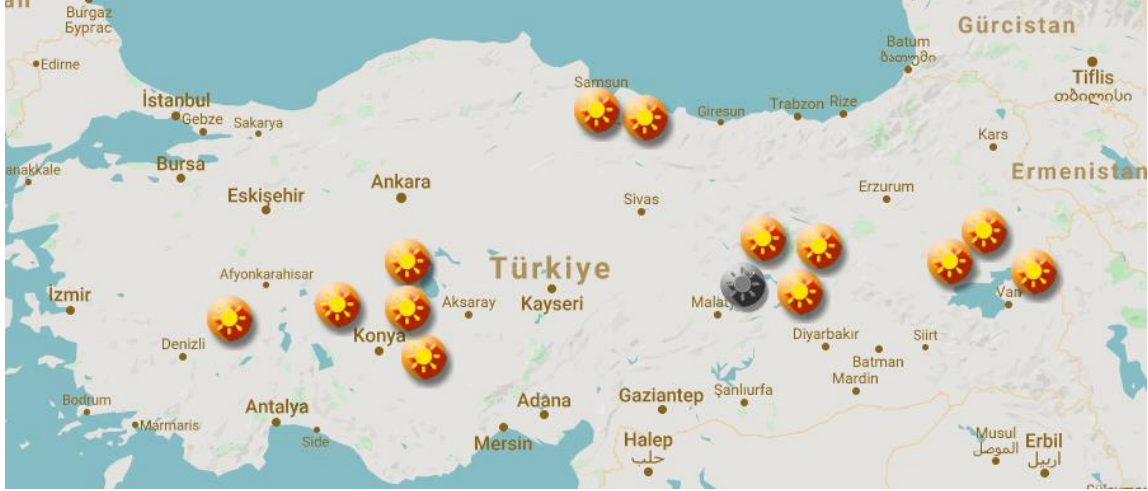 an
Burgaz
Бургас
Edirne
İstanbul
Gebze
Sakarya
anakkale
Bursa
Eskişehir
Ankara
Samsun
Giresun
Trabzon
Rize
Batum
ბათუმი
Gürcistan
Tiflis
თბილისი
Kars
Ermenistan
Erzurum
Sivas
Türkiye
Kayseri
Afyonkarahisar
Aksaray
İzmir
Denizli
Konya
Malaty
Van
Diyarbakır
Siirt
Batman
Mardin
Bodrum
Marmaris
Antalya
Side
Adana
Mersin
Gaziantep
Şanlıurfa
Halep
حلب
Musul
الموصل
Erbil
اربيل